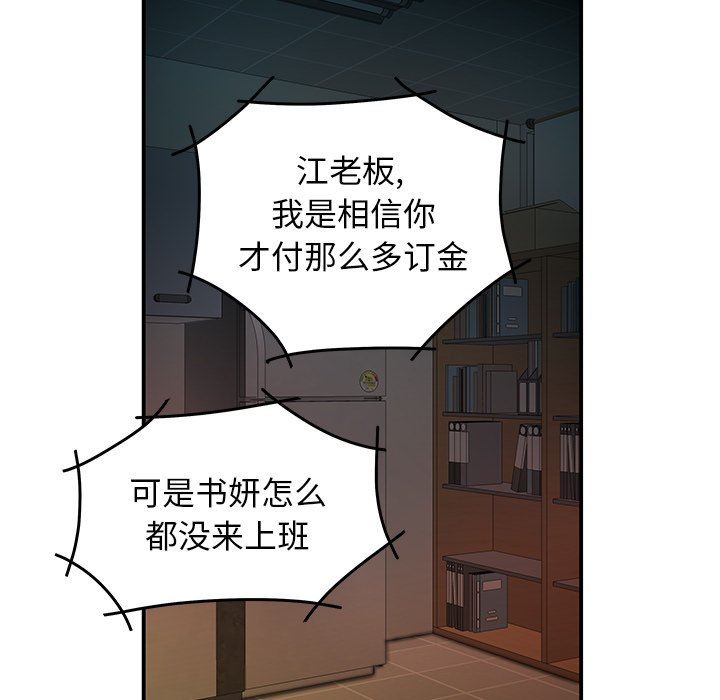 江老板,
我是相信你
才付那么多订金
可是书妍怎么
都没来上班